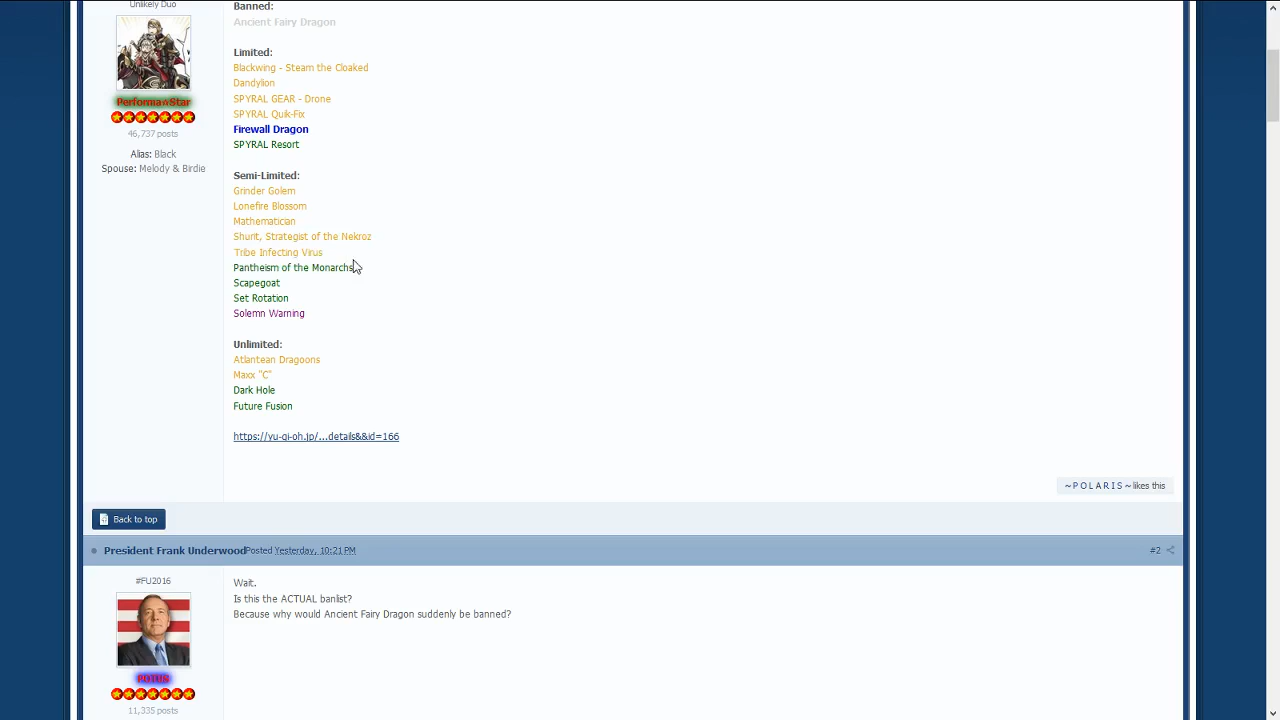 Unlikely Duo
Performa☆Star
46,737 posts
Alias: Black
Spouse: Melody & Birdie
Banned:
Ancient Fairy Dragon
Limited:
Blackwing - Steam the Cloaked
Dandylion
SPYRAL GEAR - Drone
SPYRAL Quik-Fix
Firewall Dragon
SPYRAL Resort
Semi-Limited:
Grinder Golem
Lonefire Blossom
Mathematician
Shurit, Strategist of the Nekroz
Tribe Infecting Virus
Pantheism of the Monarchs
Scapegoat
Set Rotation
Solemn Warning
Unlimited:
Atlantean Dragoons
Maxx "C"
Dark Hole
Future Fusion
https://yu-gi-oh.jp/...details&&id=166
~ P O L A R I S ~ likes this
Back to top
President Frank Underwood Posted Yesterday, 10:21 PM #2
#FU2016
POTUS
11,335 posts
Wait.
Is this the ACTUAL banlist?
Because why would Ancient Fairy Dragon suddenly be banned?